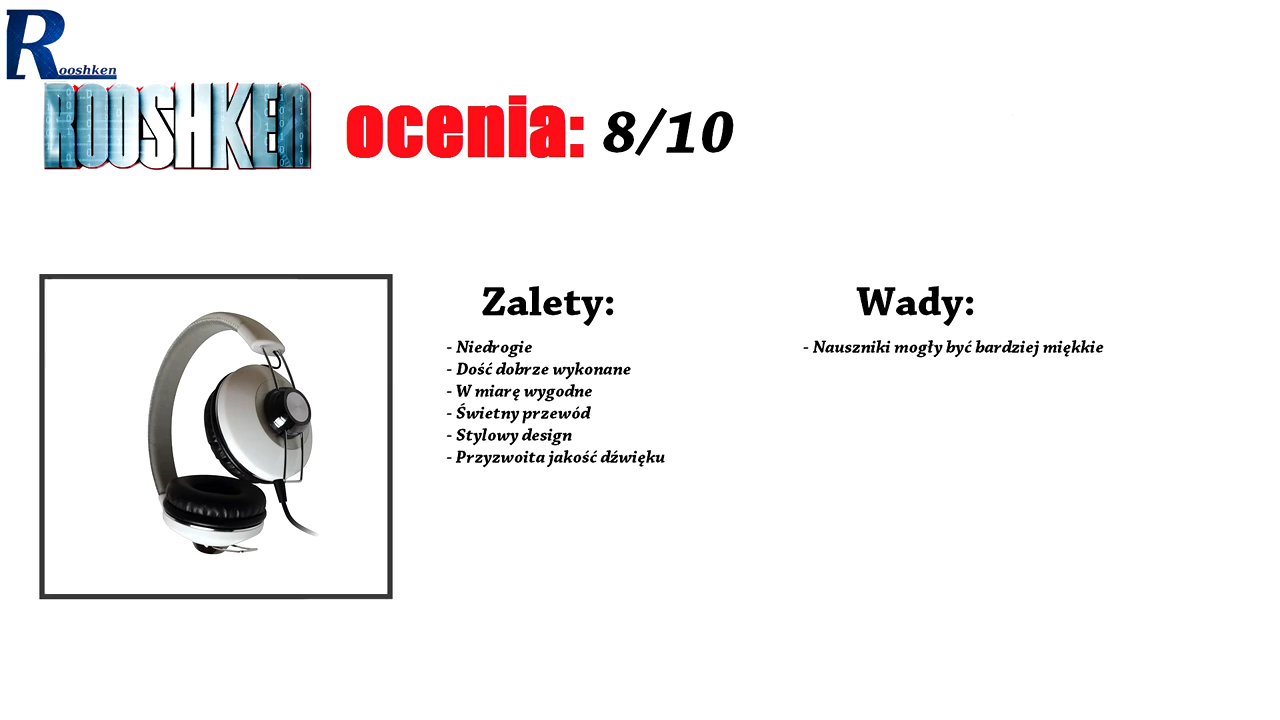 Rooshken
ROOSHKEN ocenia: 8/10
Zalety:
- Niedrogie
- Dość dobrze wykonane
- W miarę wygodne
- Świetny przewód
- Stylowy design
- Przyzwoita jakość dźwięku
Wady:
- Nauszniki mogły być bardziej miękkie